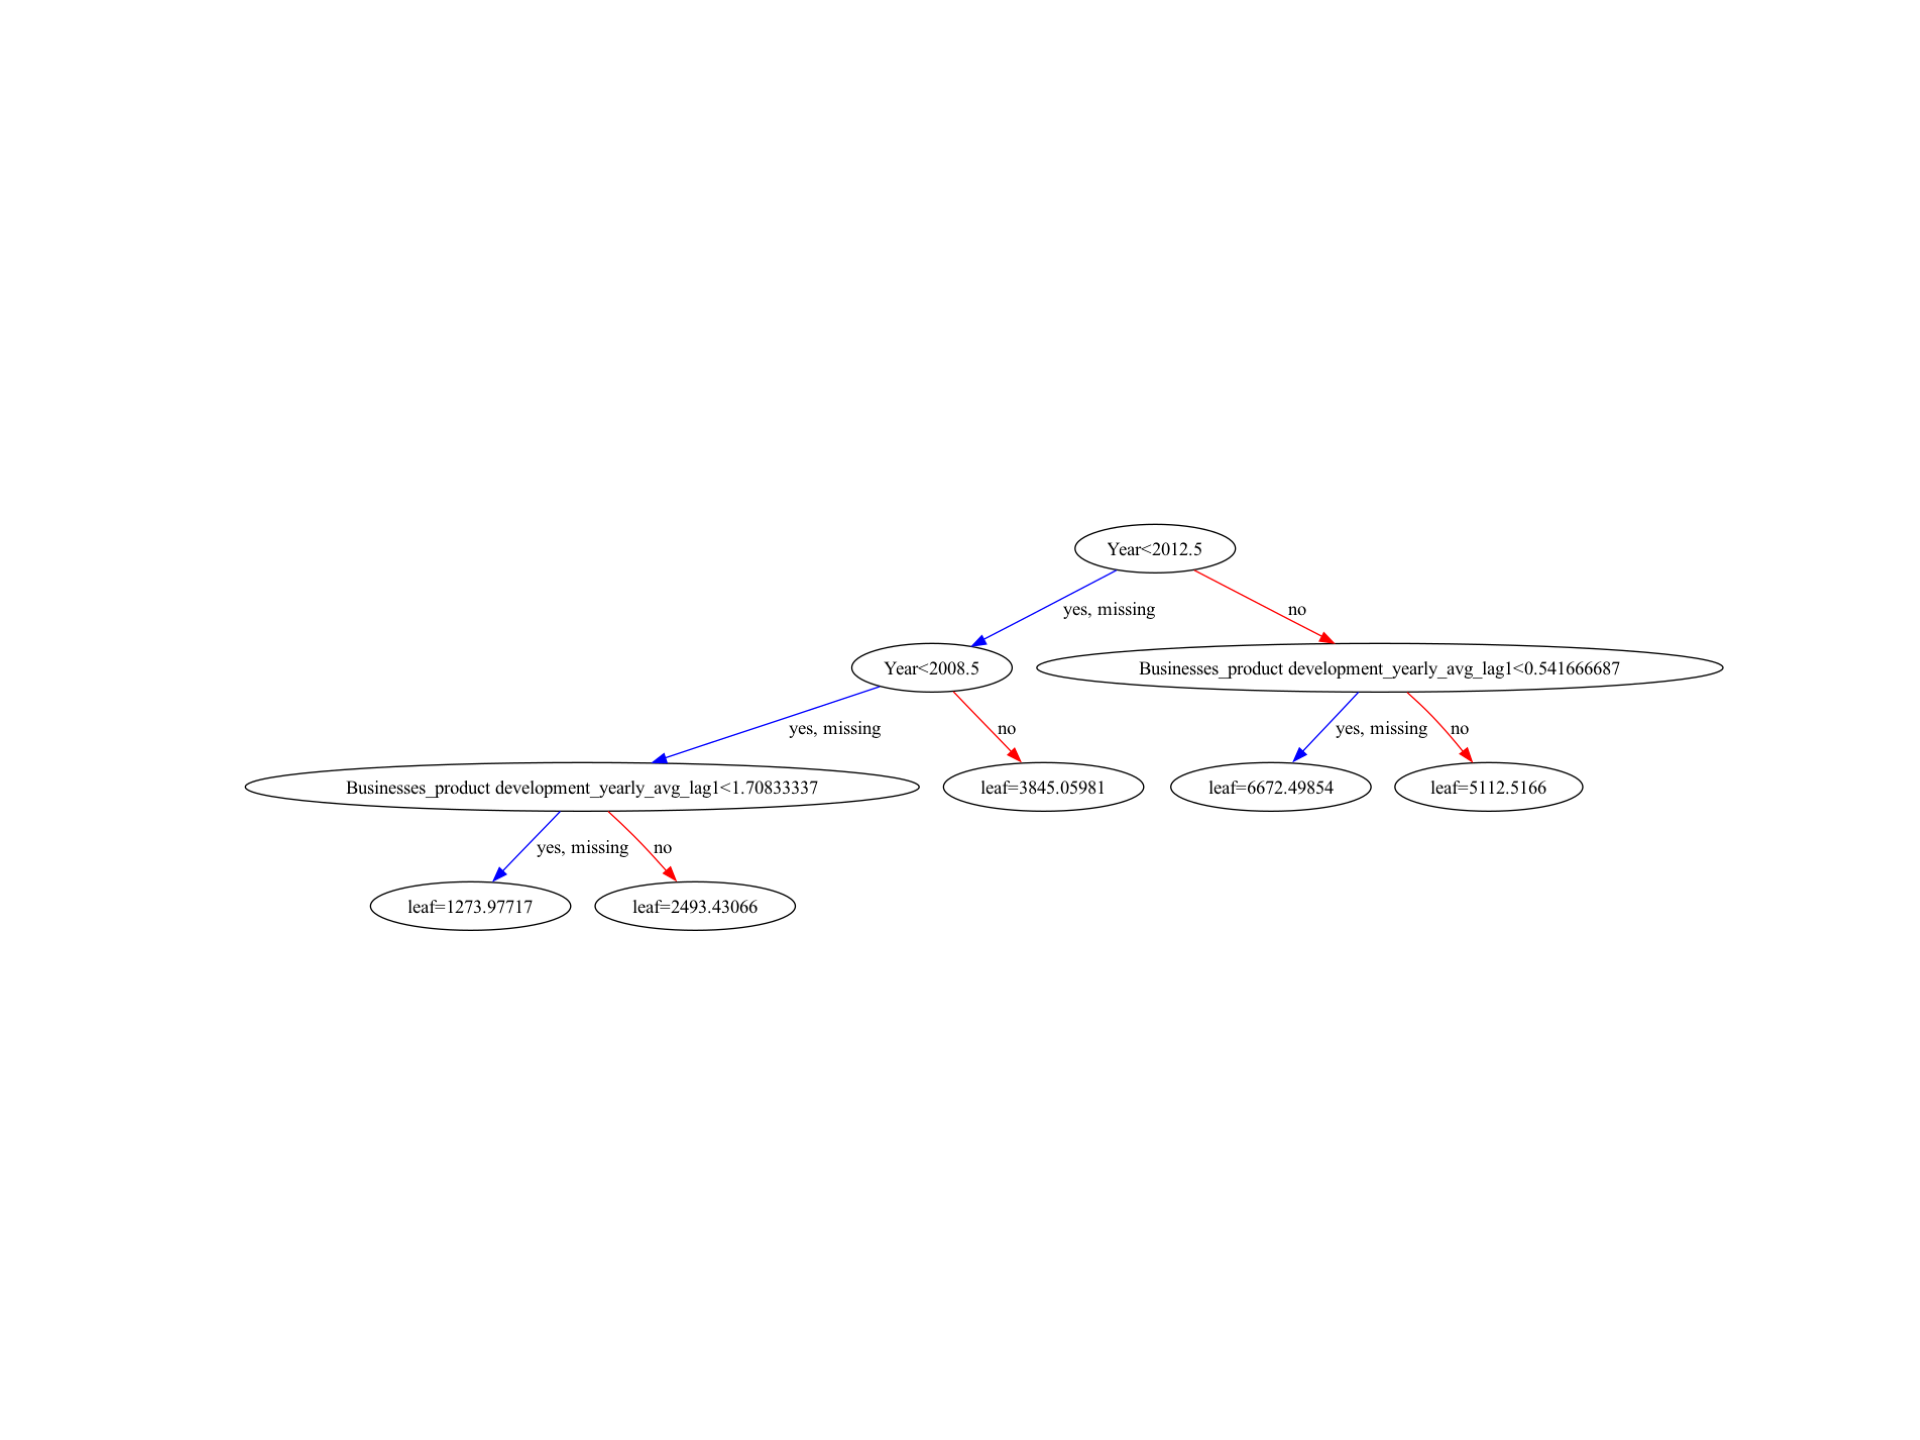 Year<2012.5
yes, missing
no
Year<2008.5
Businesses_product development_yearly_avg_lag1<0.541666687
yes, missing
no
yes, missing
no
Businesses_product development_yearly_avg_lag1<1.70833337
leaf=3845.05981
leaf=6672.49854
leaf=5112.5166
yes, missing
no
leaf=1273.97717
leaf=2493.43066